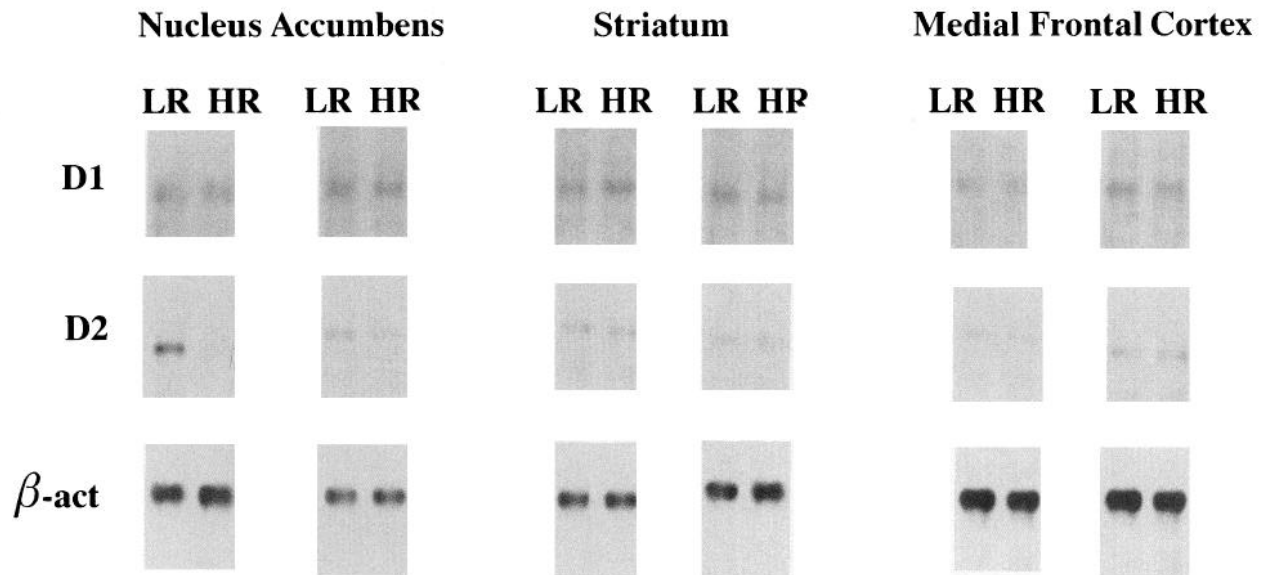 Nucleus Accumbens Striatum Medial Frontal Cortex
LR HR LR HR LR HR LR HR LR HR LR HR
D1
D2
β-act